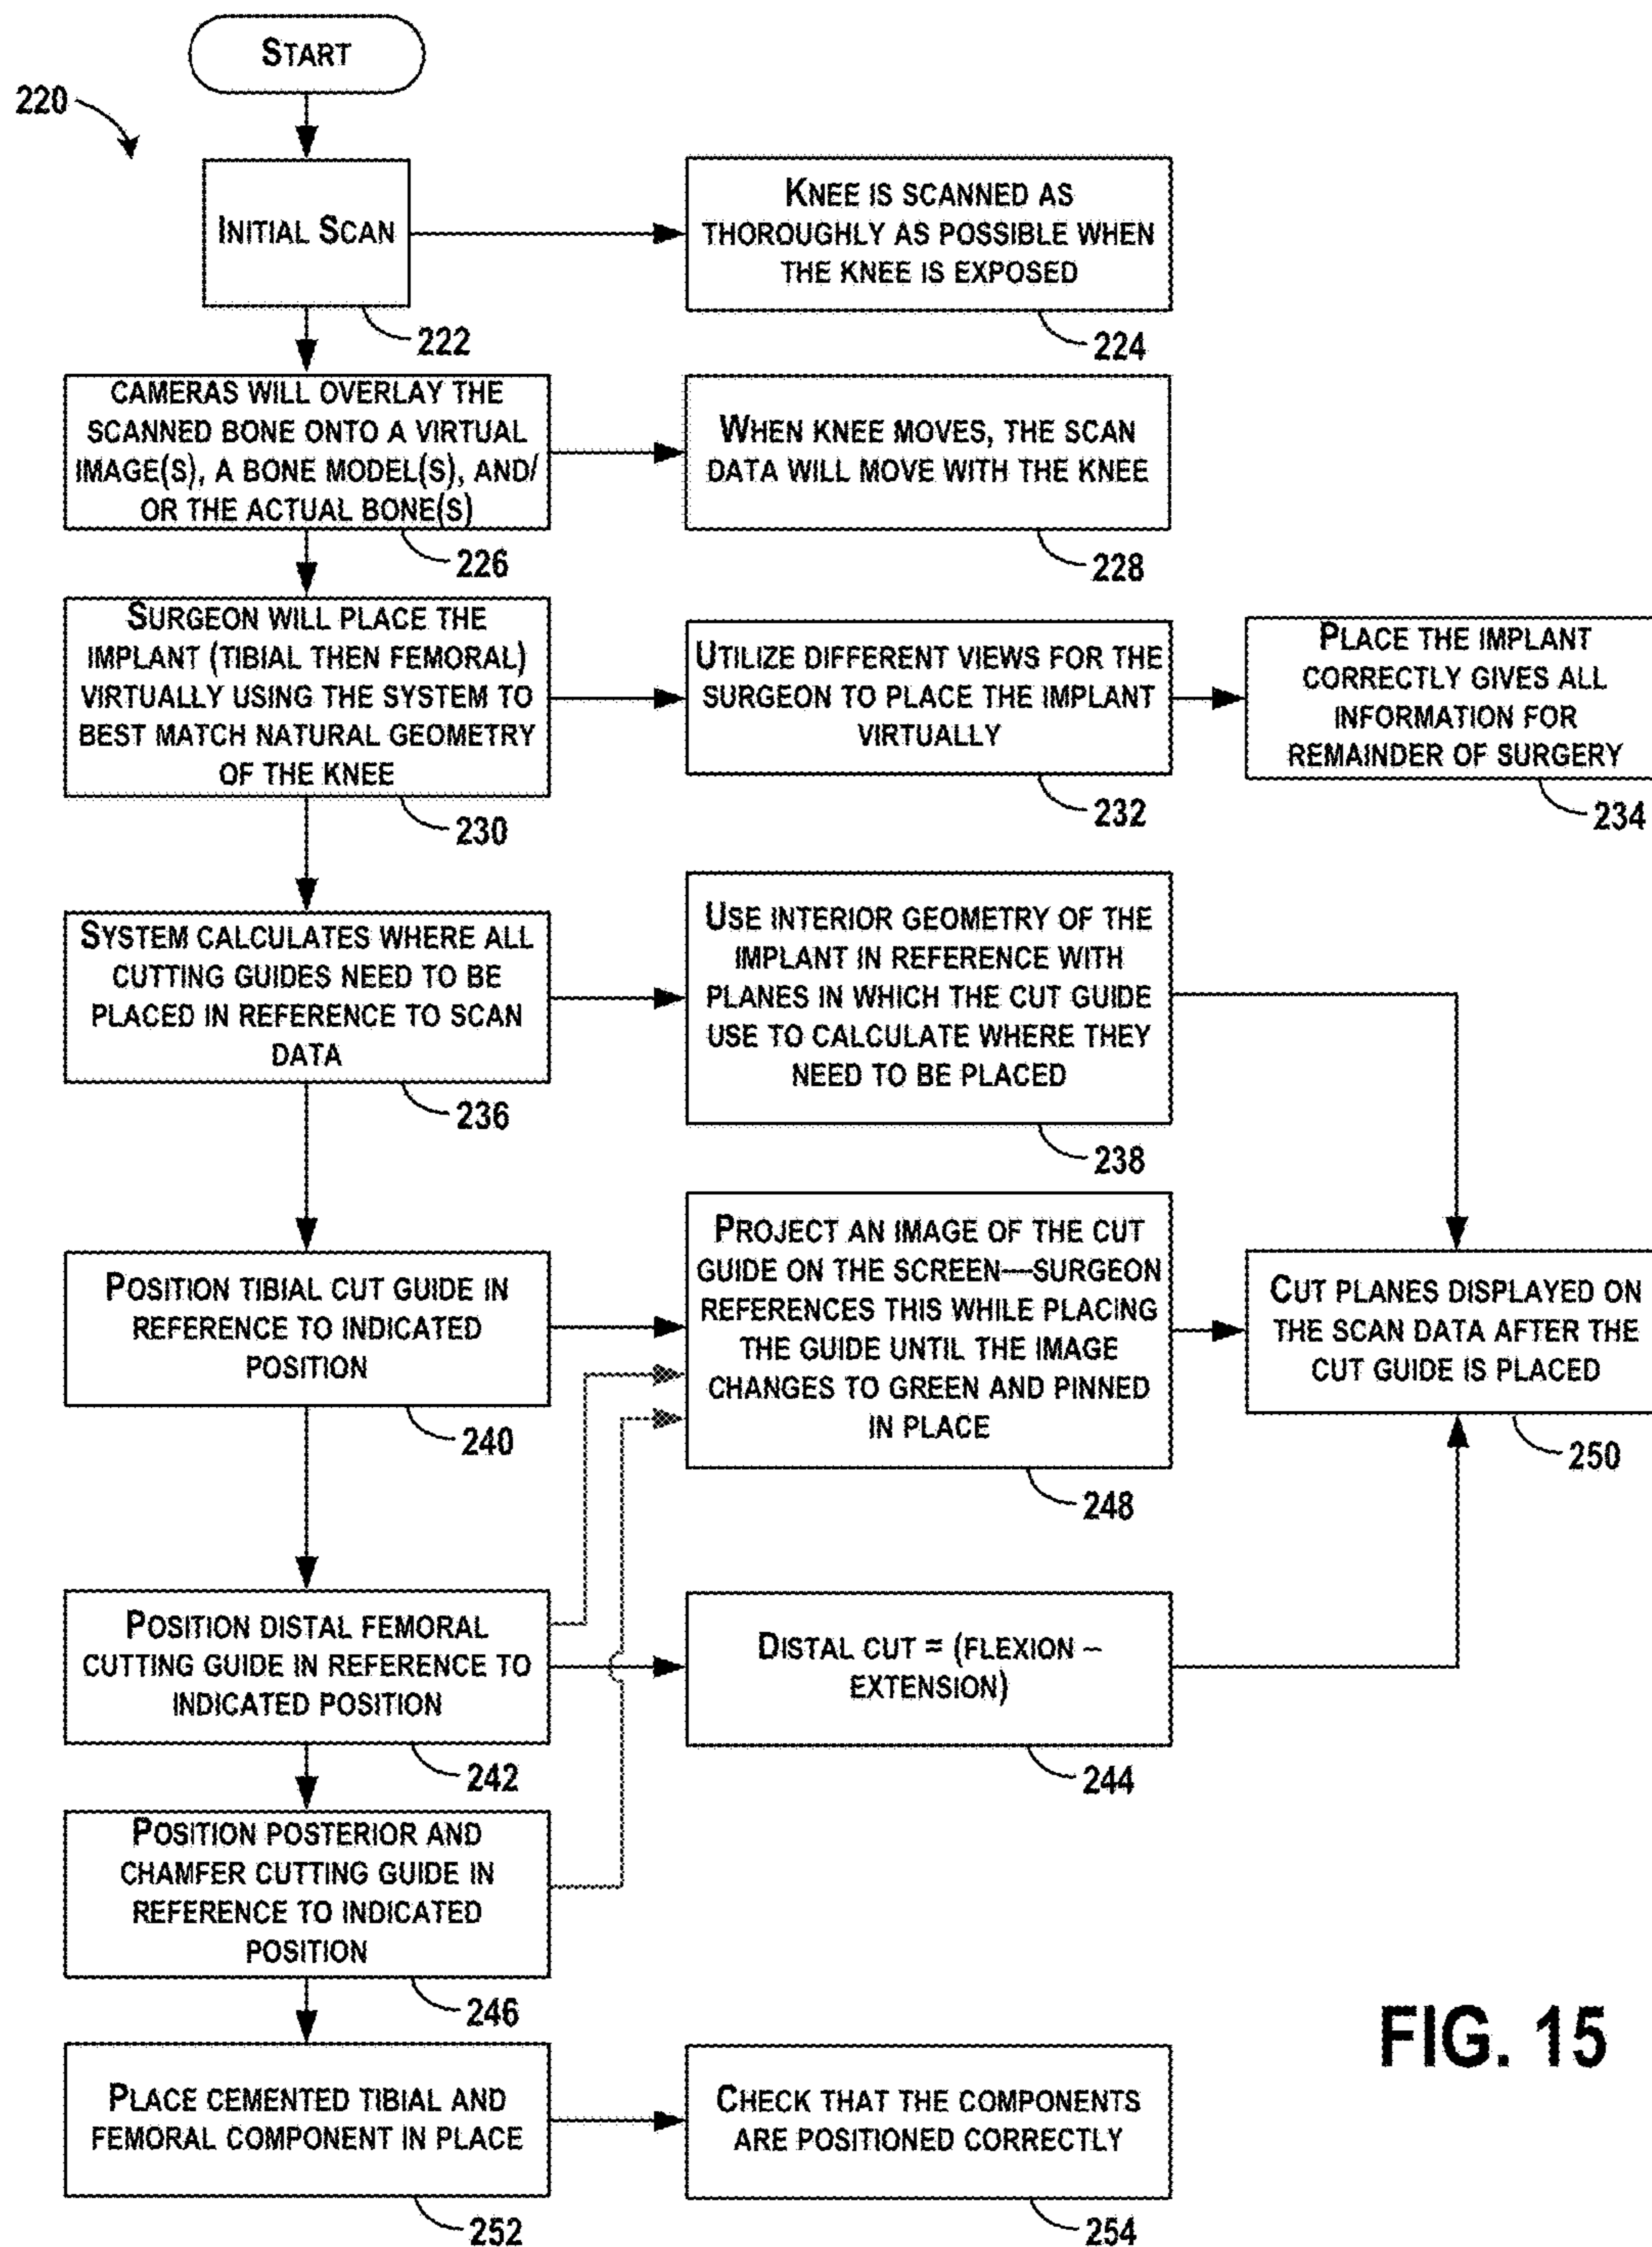 START
220
INITIAL SCAN
222
KNEE IS SCANNED AS
THOROUGHLY AS POSSIBLE WHEN
THE KNEE IS EXPOSED
224
CAMERAS WILL OVERLAY THE
SCANNED BONE ONTO A VIRTUAL
IMAGE(S), A BONE MODEL(S), AND/
OR THE ACTUAL BONE(S)
226
WHEN KNEE MOVES, THE SCAN
DATA WILL MOVE WITH THE KNEE
228
SURGEON WILL PLACE THE
IMPLANT (TIBIAL THEN FEMORAL)
VIRTUALLY USING THE SYSTEM TO
BEST MATCH NATURAL GEOMETRY
OF THE KNEE
230
UTILIZE DIFFERENT VIEWS FOR THE
SURGEON TO PLACE THE IMPLANT
VIRTUALLY
232
PLACE THE IMPLANT
CORRECTLY GIVES ALL
INFORMATION FOR
REMAINDER OF SURGERY
234
SYSTEM CALCULATES WHERE ALL
CUTTING GUIDES NEED TO BE
PLACED IN REFERENCE TO SCAN
DATA
236
USE INTERIOR GEOMETRY OF THE
IMPLANT IN REFERENCE WITH
PLANES IN WHICH THE CUT GUIDE
USE TO CALCULATE WHERE THEY
NEED TO BE PLACED
238
POSITION TIBIAL CUT GUIDE IN
REFERENCE TO INDICATED
POSITION
240
PROJECT AN IMAGE OF THE CUT
GUIDE ON THE SCREEN—SURGEON
REFERENCES THIS WHILE PLACING
THE GUIDE UNTIL THE IMAGE
CHANGES TO GREEN AND PINNED
IN PLACE
248
CUT PLANES DISPLAYED ON
THE SCAN DATA AFTER THE
CUT GUIDE IS PLACED
250
POSITION DISTAL FEMORAL
CUTTING GUIDE IN REFERENCE TO
INDICATED POSITION
242
DISTAL CUT = (FLEXION –
EXTENSION)
244
POSITION POSTERIOR AND
CHAMFER CUTTING GUIDE IN
REFERENCE TO INDICATED
POSITION
246
PLACE CEMENTED TIBIAL AND
FEMORAL COMPONENT IN PLACE
252
CHECK THAT THE COMPONENTS
ARE POSITIONED CORRECTLY
254
FIG. 15